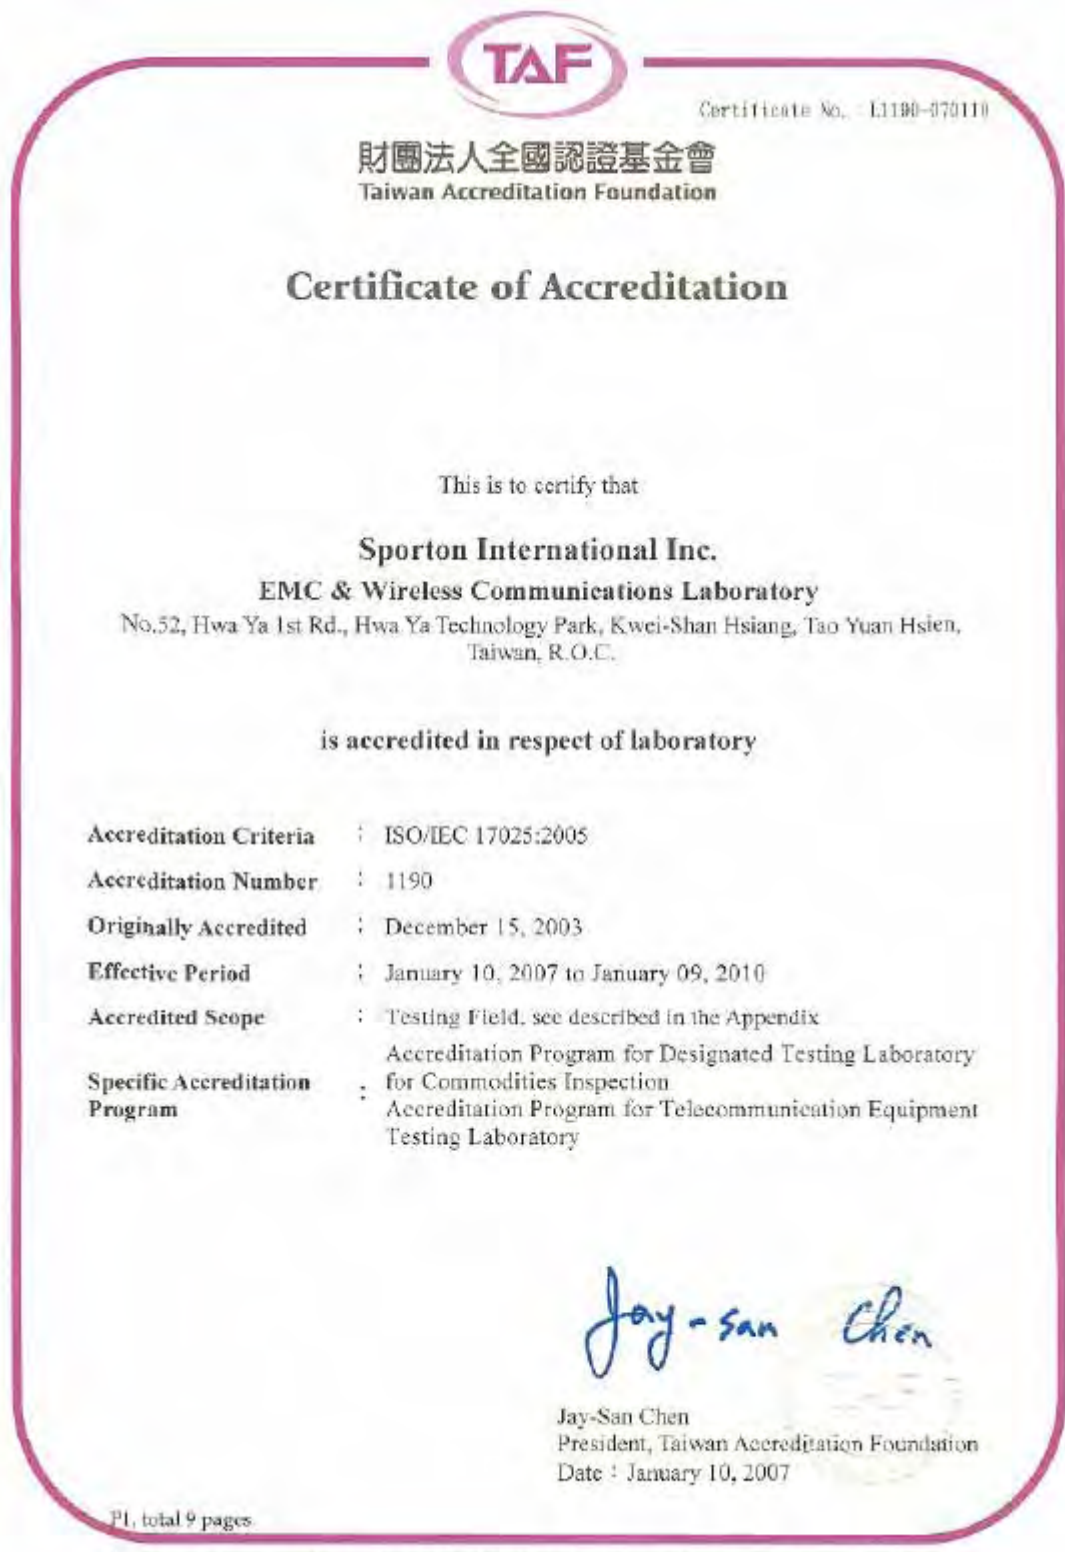 TAF
Certificate No. : L1190-070110
財團法人全國認證基金會
Taiwan Accreditation Foundation
Certificate of Accreditation
This is to certify that
Sporton International Inc.
EMC & Wireless Communications Laboratory
No.52, Hwa Ya 1st Rd., Hwa Ya Technology Park, Kwei-Shan Hsiang, Tao Yuan Hsien,
Taiwan, R.O.C.
is accredited in respect of laboratory
Accreditation Criteria : ISO/IEC 17025:2005
Accreditation Number : 1190
Originally Accredited : December 15, 2003
Effective Period : January 10, 2007 to January 09, 2010
Accredited Scope : Testing Field, see described in the Appendix
Specific Accreditation Program : Accreditation Program for Designated Testing Laboratory
for Commodities Inspection
Accreditation Program for Telecommunication Equipment
Testing Laboratory
Jay-san Chen
Jay-San Chen
President, Taiwan Accreditation Foundation
Date : January 10, 2007
P1, total 9 pages